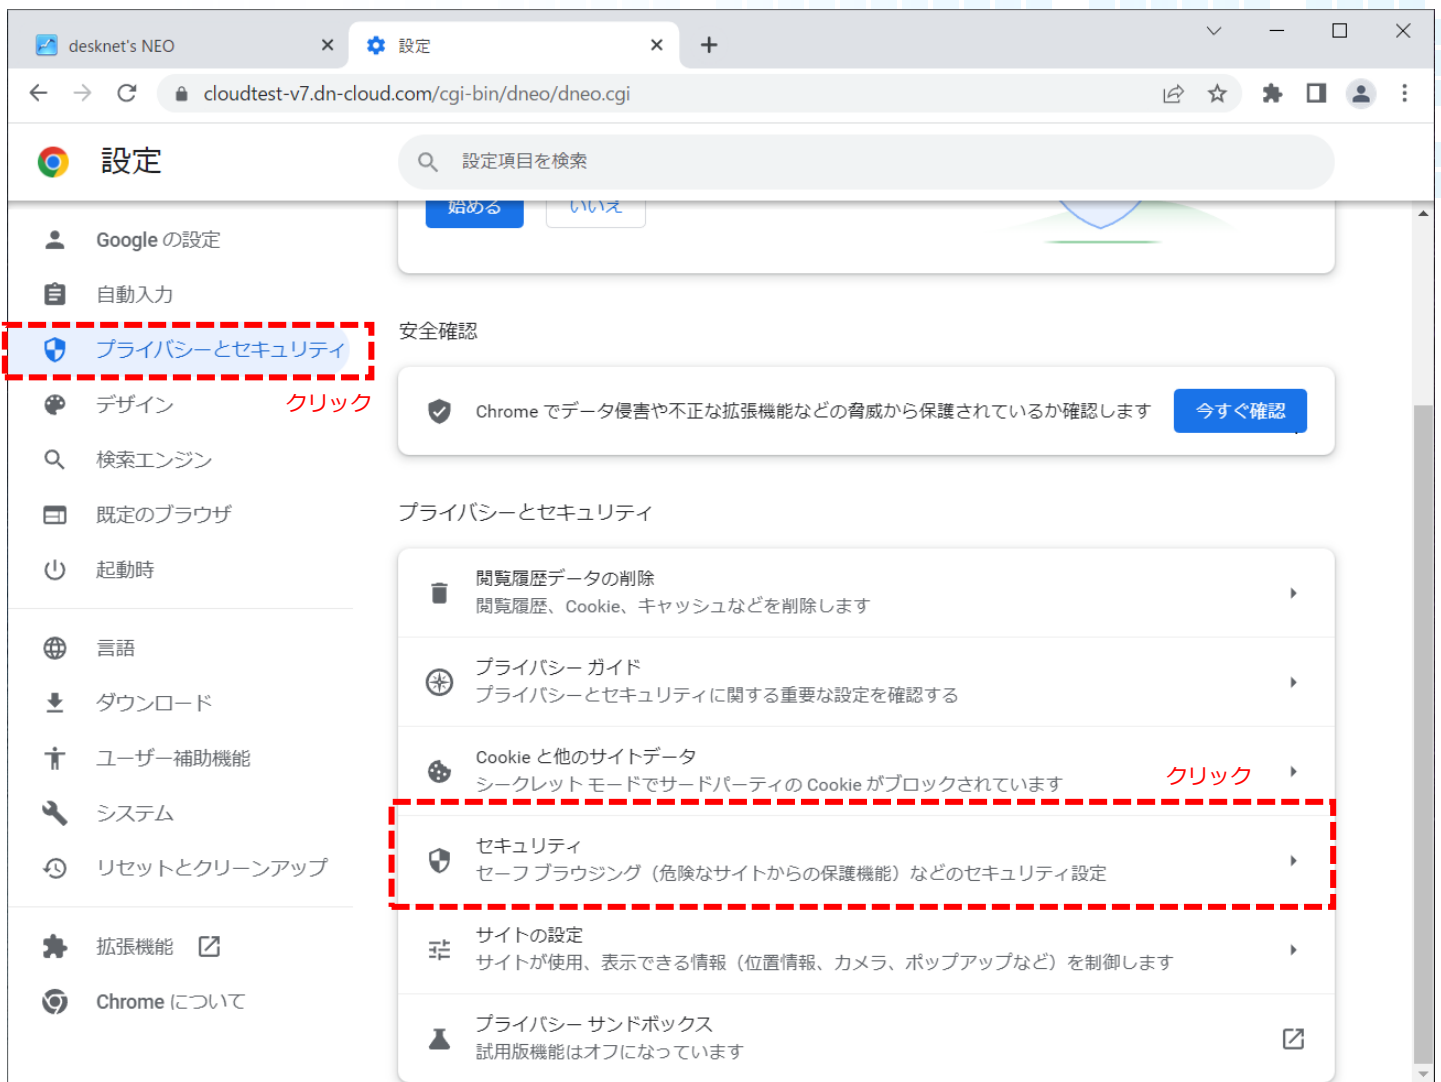 desknet's NEO
設定
cloudtest-v7.dn-cloud.com/cgi-bin/dneo/dneo.cgi
設定
設定項目を検索
始める
いいえ
Google の設定
自動入力
プライバシーとセキュリティ
クリック
デザイン
検索エンジン
既定のブラウザ
起動時
言語
ダウンロード
ユーザー補助機能
システム
リセットとクリーンアップ
拡張機能
Chrome について
安全確認
Chrome でデータ侵害や不正な拡張機能などの脅威から保護されているか確認します
今すぐ確認
プライバシーとセキュリティ
閲覧履歴データの削除
閲覧履歴、Cookie、キャッシュなどを削除します
プライバシー ガイド
プライバシーとセキュリティに関する重要な設定を確認する
Cookie と他のサイトデータ
シークレット モードでサードパーティの Cookie がブロックされています
クリック
セキュリティ
セーフ ブラウジング（危険なサイトからの保護機能）などのセキュリティ設定
サイトの設定
サイトが使用、表示できる情報（位置情報、カメラ、ポップアップなど）を制御します
プライバシー サンドボックス
試用版機能はオフになっています